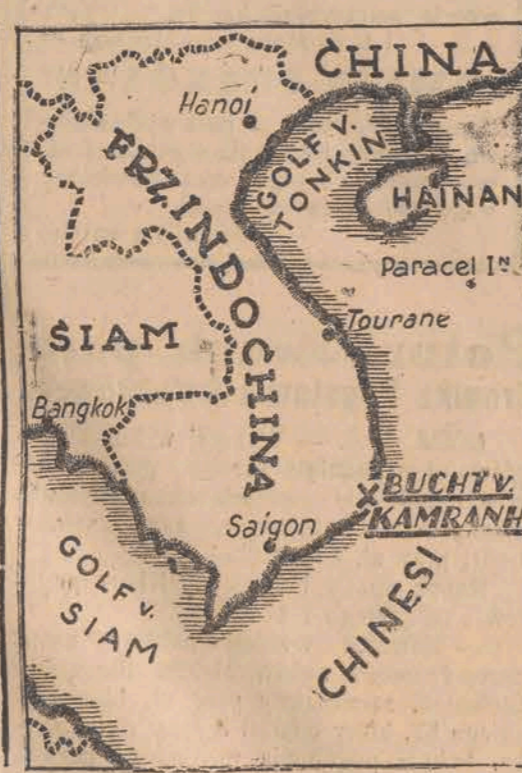 CHINA
Hanoi
GOLF V.
TONKIN
FRZ. INDOCHINA
HAINAN
Paracel Iᴺ
Tourane
SIAM
Bangkok
BUCHT V.
KAMRANH
Saigon
GOLF V.
SIAM
CHINESI